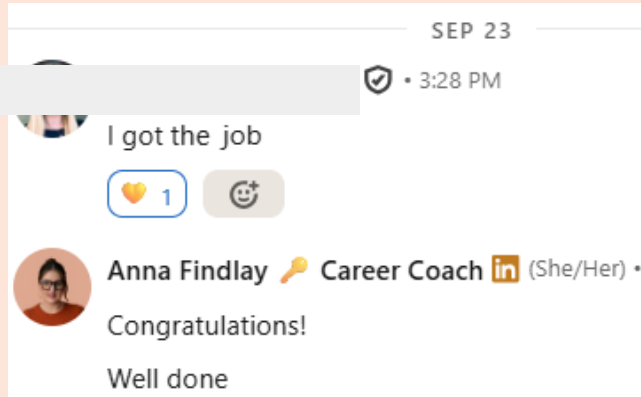 SEP 23
• 3:28 PM
I got the job
1
Anna Findlay 🔑 Career Coach in (She/Her) •
Congratulations!
Well done